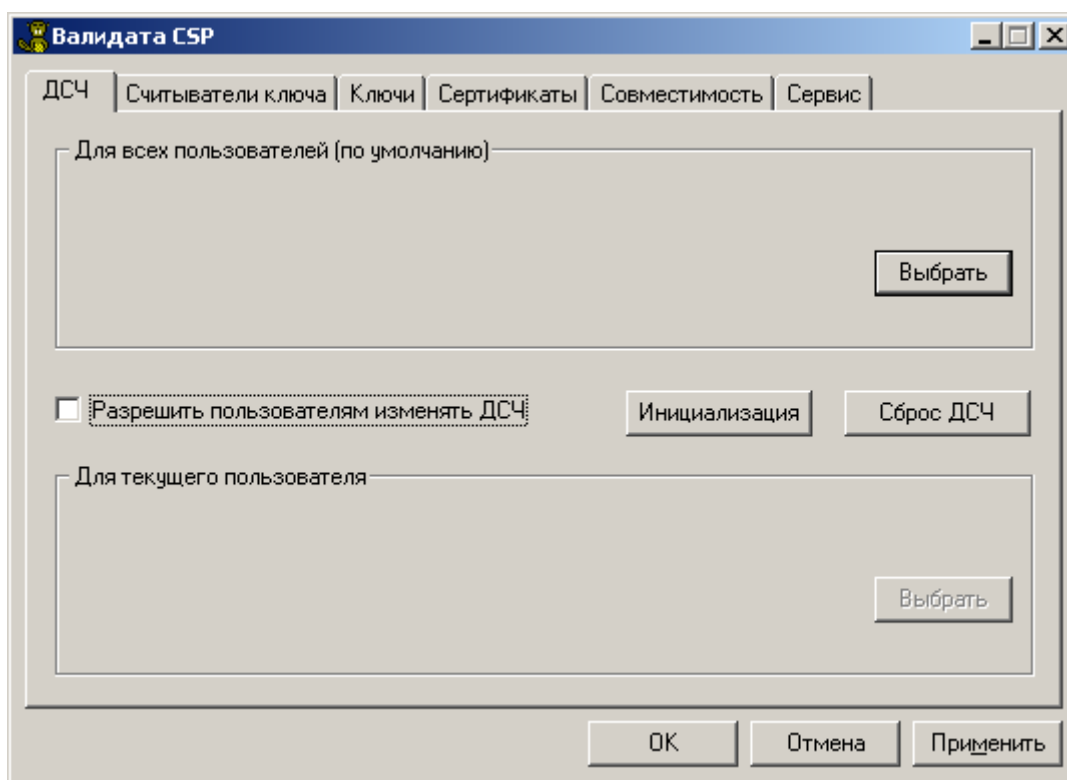 Валидата CSP
ДСЧ Считыватели ключа Ключи Сертификаты Совместимость Сервис
Для всех пользователей (по умолчанию)
Выбрать
Разрешить пользователям изменять ДСЧ Инициализация Сброс ДСЧ
Для текущего пользователя
Выбрать
OK Отмена Применить